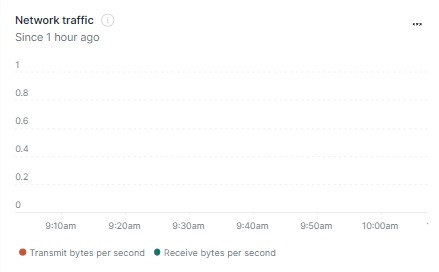 Network traffic
Since 1 hour ago
1
0.8
0.6
0.4
0.2
0
9:10am 9:20am 9:30am 9:40am 9:50am 10:00am
Transmit bytes per second Receive bytes per second